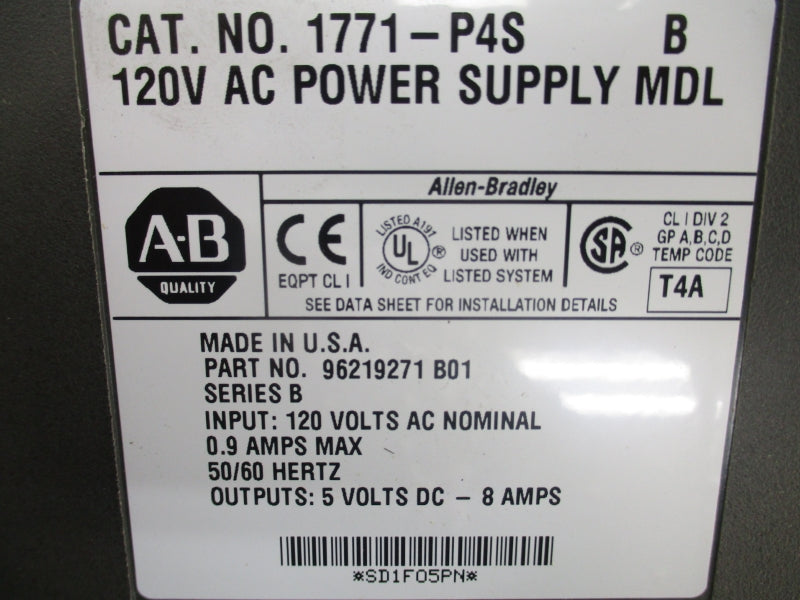 CAT. NO. 1771-P4S B
120V AC POWER SUPPLY MDL
Allen-Bradley
A-B
QUALITY
CE
EQPT CL I
LISTED A197
UL ®
IND CONT EQ
LISTED WHEN
USED WITH
LISTED SYSTEM
SA ®
CL I DIV 2
GP A,B,C,D
TEMP CODE
T4A
SEE DATA SHEET FOR INSTALLATION DETAILS
MADE IN U.S.A.
PART NO. 96219271 B01
SERIES B
INPUT: 120 VOLTS AC NOMINAL
0.9 AMPS MAX
50/60 HERTZ
OUTPUTS: 5 VOLTS DC - 8 AMPS
*SD1F05PN*